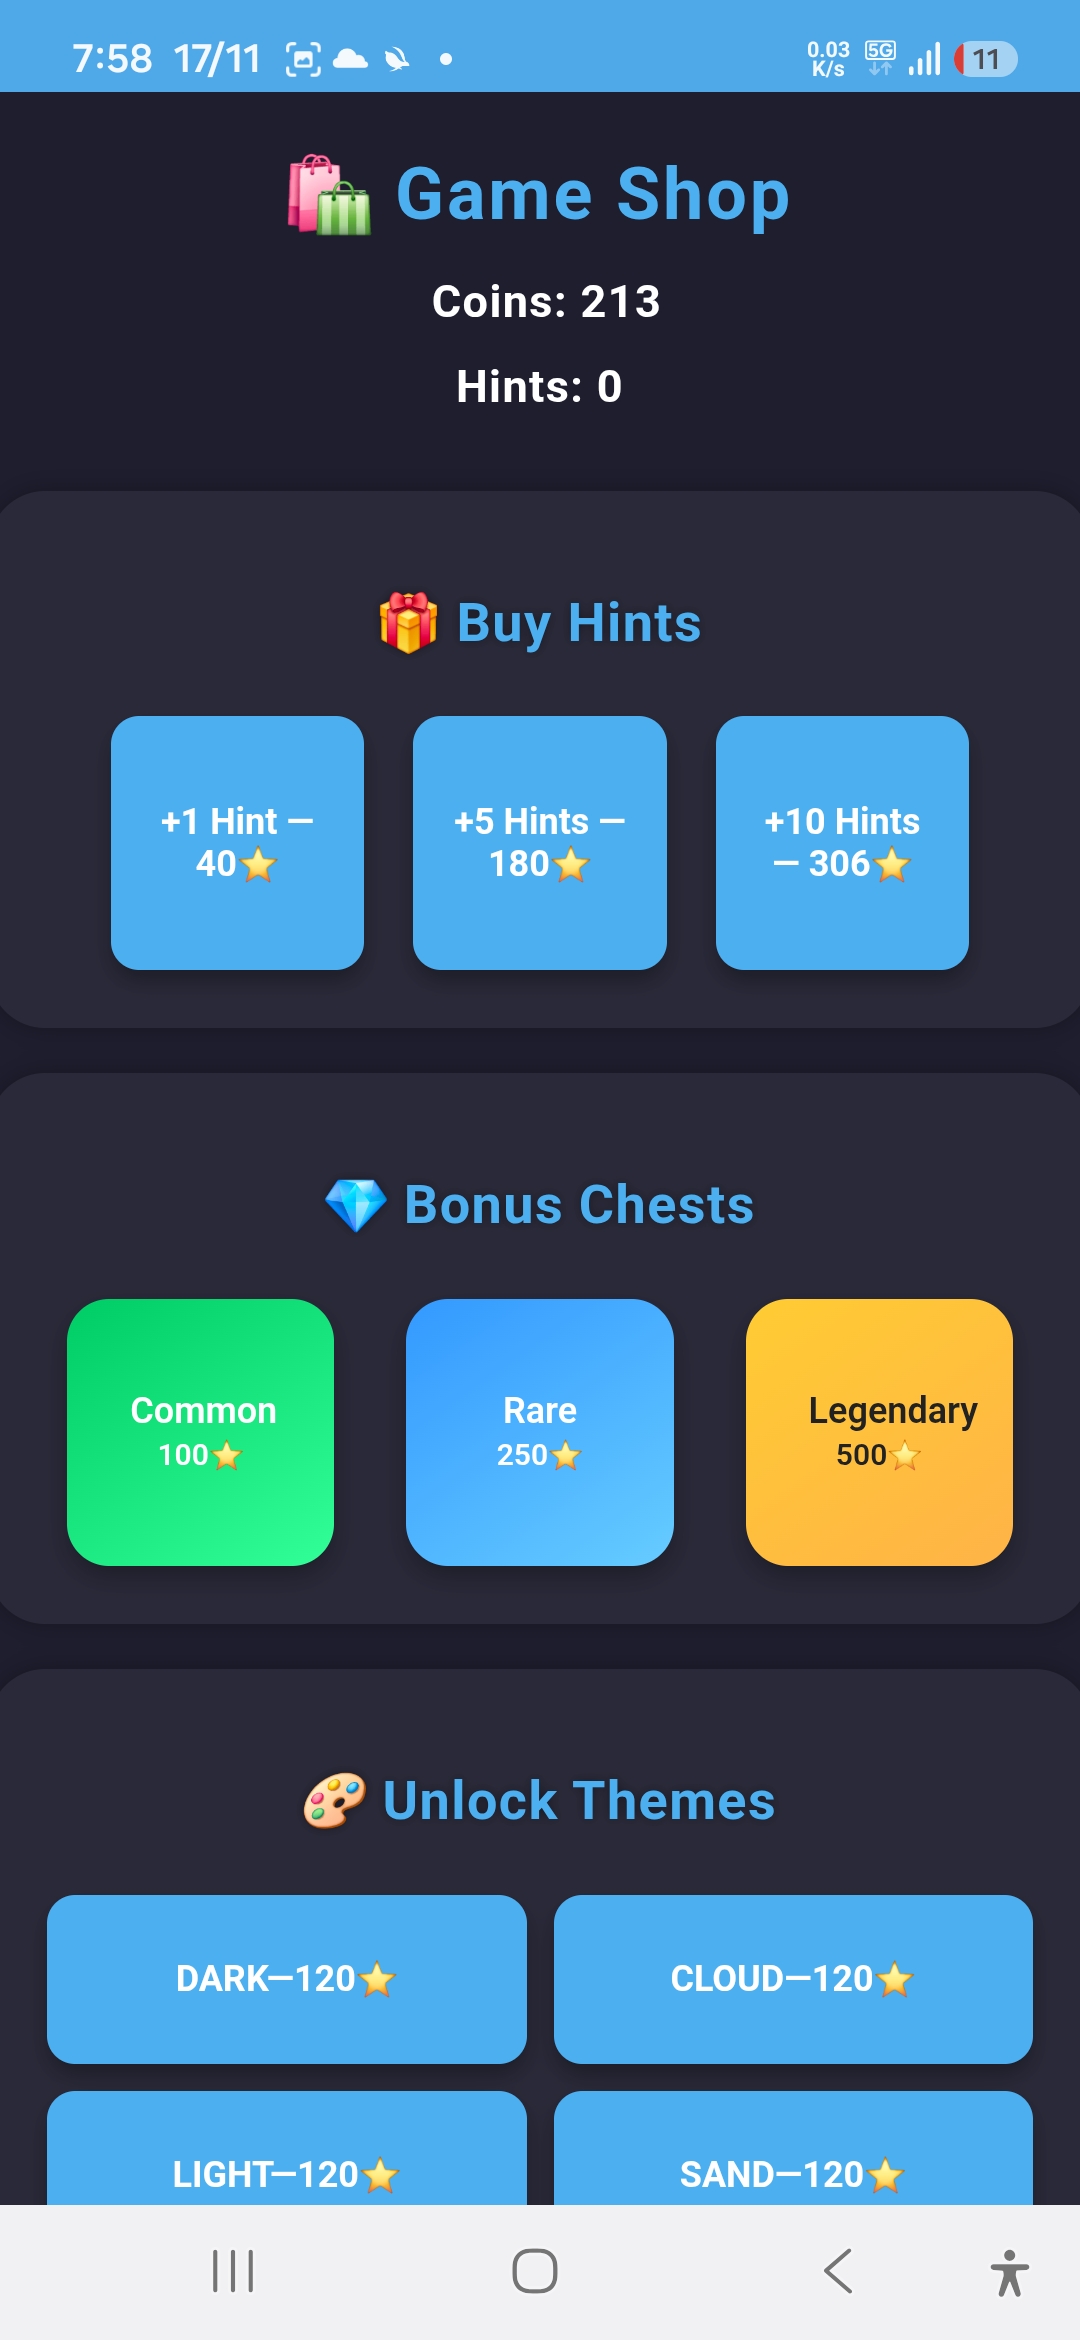 7:58 17/11
0.03
K/s
5G
11
Game Shop
Coins: 213
Hints: 0
Buy Hints
+1 Hint —
40⭐
+5 Hints —
180⭐
+10 Hints
— 306⭐
Bonus Chests
Common
100⭐
Rare
250⭐
Legendary
500⭐
Unlock Themes
DARK—120⭐
CLOUD—120⭐
LIGHT—120⭐
SAND—120⭐